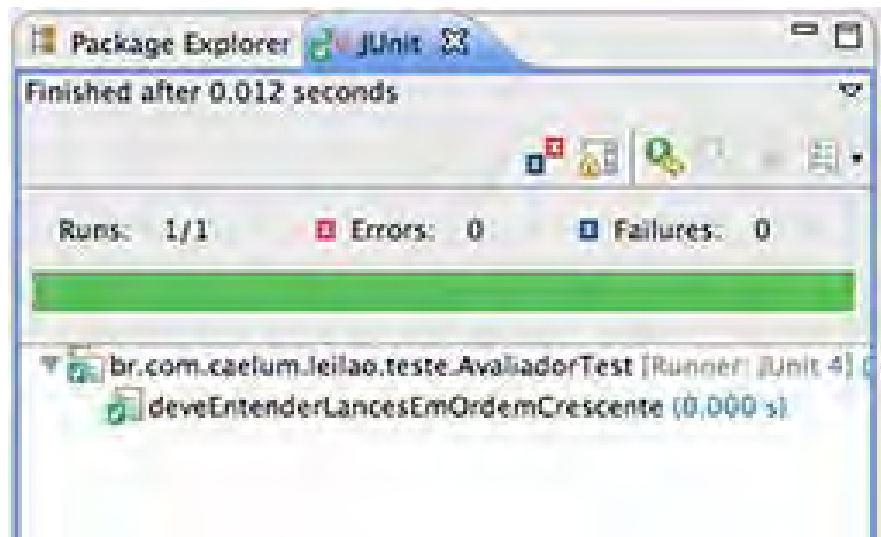 Package Explorer JUnit
Finished after 0.012 seconds
Runs: 1/1 Errors: 0 Failures: 0
br.com.caelum.leilao.teste.AvaliadorTest [Runner: JUnit 4] (
deveEntenderLancesEmOrdemCrescente (0.000 s)